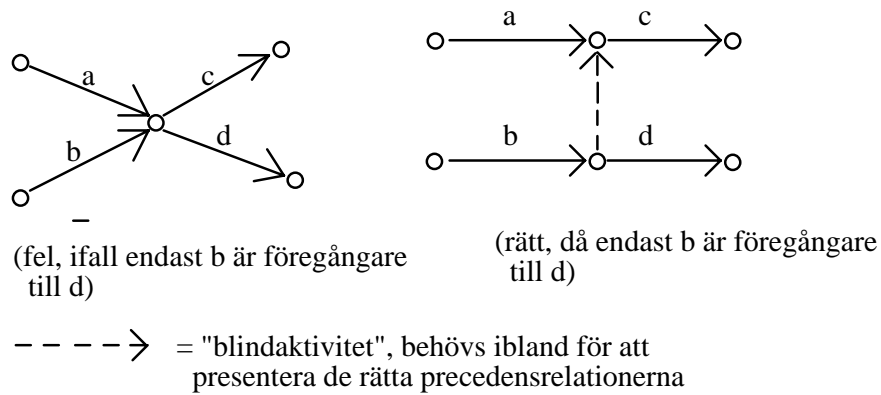 a
c
b
d
a
c
b
d
(fel, ifall endast b är föregångare
till d)
(rätt, då endast b är föregångare
till d)
= "blindaktivitet", behövs ibland för att
presentera de rätta precedensrelationerna